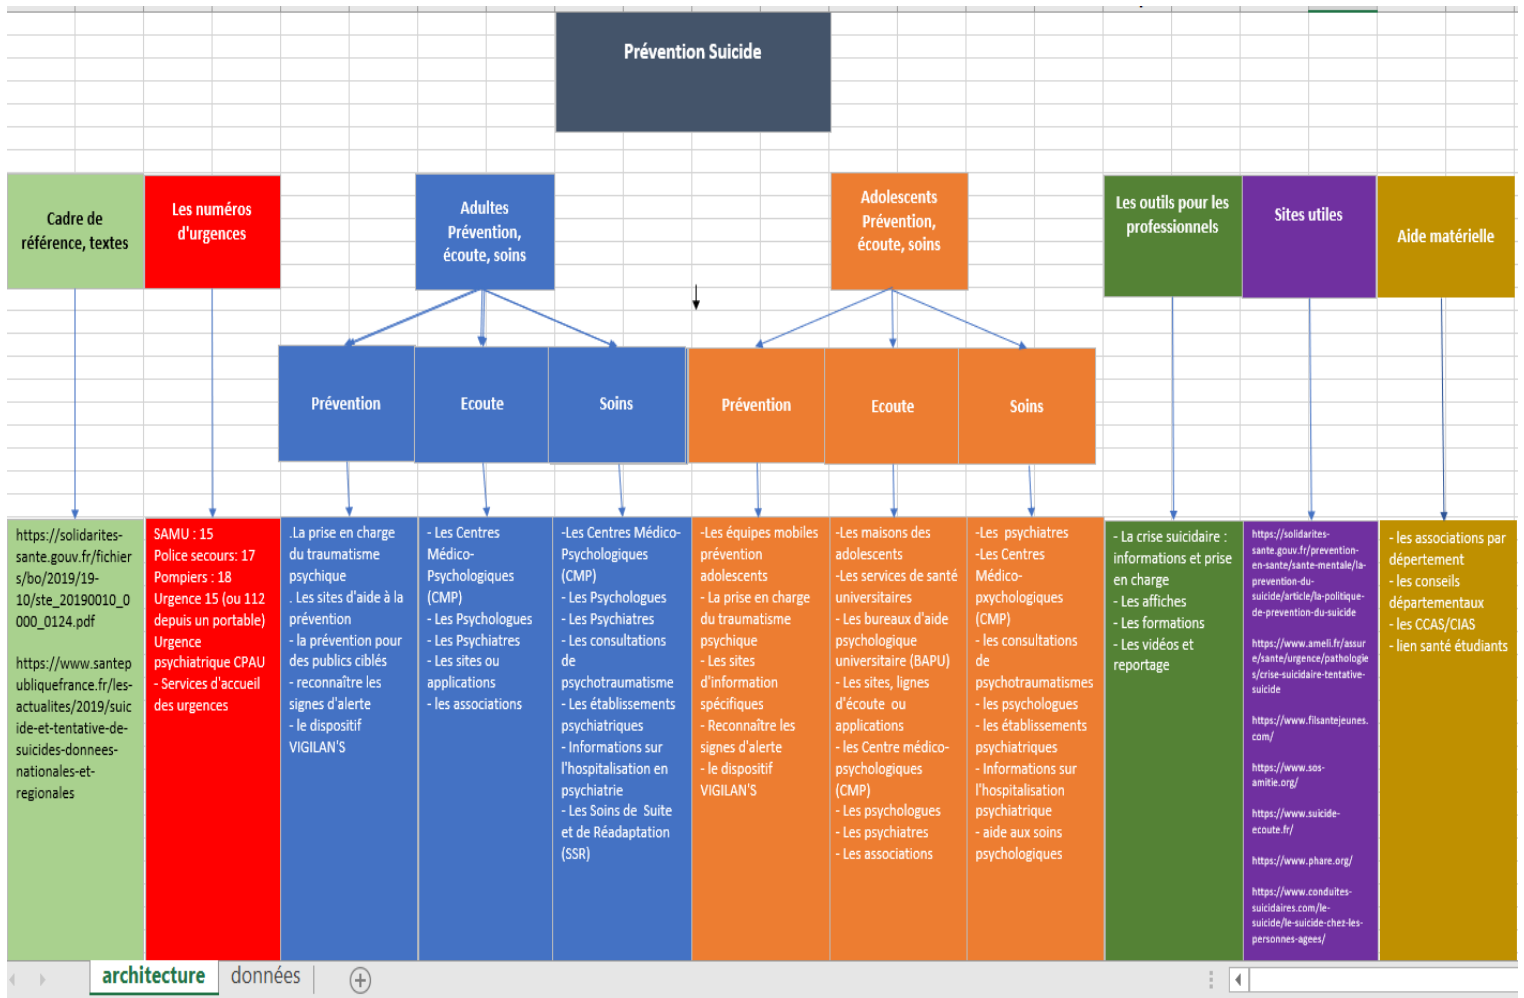 Prévention Suicide
Cadre de
référence, textes
Les numéros
d'urgences
Adultes
Prévention,
écoute, soins
Adolescents
Prévention,
écoute, soins
Les outils pour les
professionnels
Sites utiles
Aide matérielle
Prévention
Ecoute
Soins
Prévention
Ecoute
Soins
https://solidarites-
sante.gouv.fr/fichier
s/bo/2019/19-
10/ste_20190010_0
000_0124.pdf
https://www.santep
ubliquefrance.fr/les-
actualites/2019/suic
ide-et-tentative-de-
suicides-donnees-
nationales-et-
regionales
SAMU : 15
Police secours: 17
Pompiers : 18
Urgence 15 (ou 112
depuis un portable)
Urgence
psychiatrique CPAU
- Services d'accueil
des urgences
.La prise en charge
du traumatisme
psychique
. Les sites d'aide à la
prévention
- la prévention pour
des publics ciblés
- reconnaître les
signes d'alerte
- le dispositif
VIGILAN'S
- Les Centres
Médico-
Psychologiques
(CMP)
- Les Psychologues
- Les Psychiatres
- Les sites ou
applications
- les associations
-Les Centres Médico-
Psychologiques
(CMP)
- Les Psychologues
- Les Psychiatres
- Les consultations
de
psychotraumatisme
- Les établissements
psychiatriques
- Informations sur
l'hospitalisation en
psychiatrie
- Les Soins de Suite
et de Réadaptation
(SSR)
-Les équipes mobiles
prévention
adolescents
- La prise en charge
du traumatisme
psychique
- Les sites
d'information
spécifiques
- Reconnaître les
signes d'alerte
- le dispositif
VIGILAN'S
-Les maisons des
adolescents
-Les services de santé
universitaires
- Les bureaux d'aide
psychologique
universitaire (BAPU)
- Les sites, lignes
d'écoute ou
applications
- les Centre médico-
psychologiques
(CMP)
- Les psychologues
- Les psychiatres
- Les associations
-Les psychiatres
-Les Centres
Médico-
pxychologiques
(CMP)
- les consultations
de
psychotraumatismes
- les psychologues
- les établissements
psychiatriques
- Informations sur
l'hospitalisation
psychiatrique
- aide aux soins
psychologiques
- La crise suicidaire :
informations et prise
en charge
- Les affiches
- Les formations
- Les vidéos et
reportage
https://solidarites-
sante.gouv.fr/prevention-
en-sante/sante-mentale/la-
prevention-du-
suicide/article/la-politique-
de-prevention-du-suicide
https://www.ameli.fr/assur
e/sante/urgence/pathologie
s/crise-suicidaire-tentative-
suicide
https://www.filsantejeunes.
com/
https://www.sos-
amitie.org/
https://www.suicide-
ecoute.fr/
https://www.phare.org/
https://www.conduites-
suicidaires.com/le-
suicide/le-suicide-chez-les-
personnes-agees/
- les associations par
département
- les conseils
départementaux
- les CCAS/CIAS
- lien santé étudiants
architecture
données